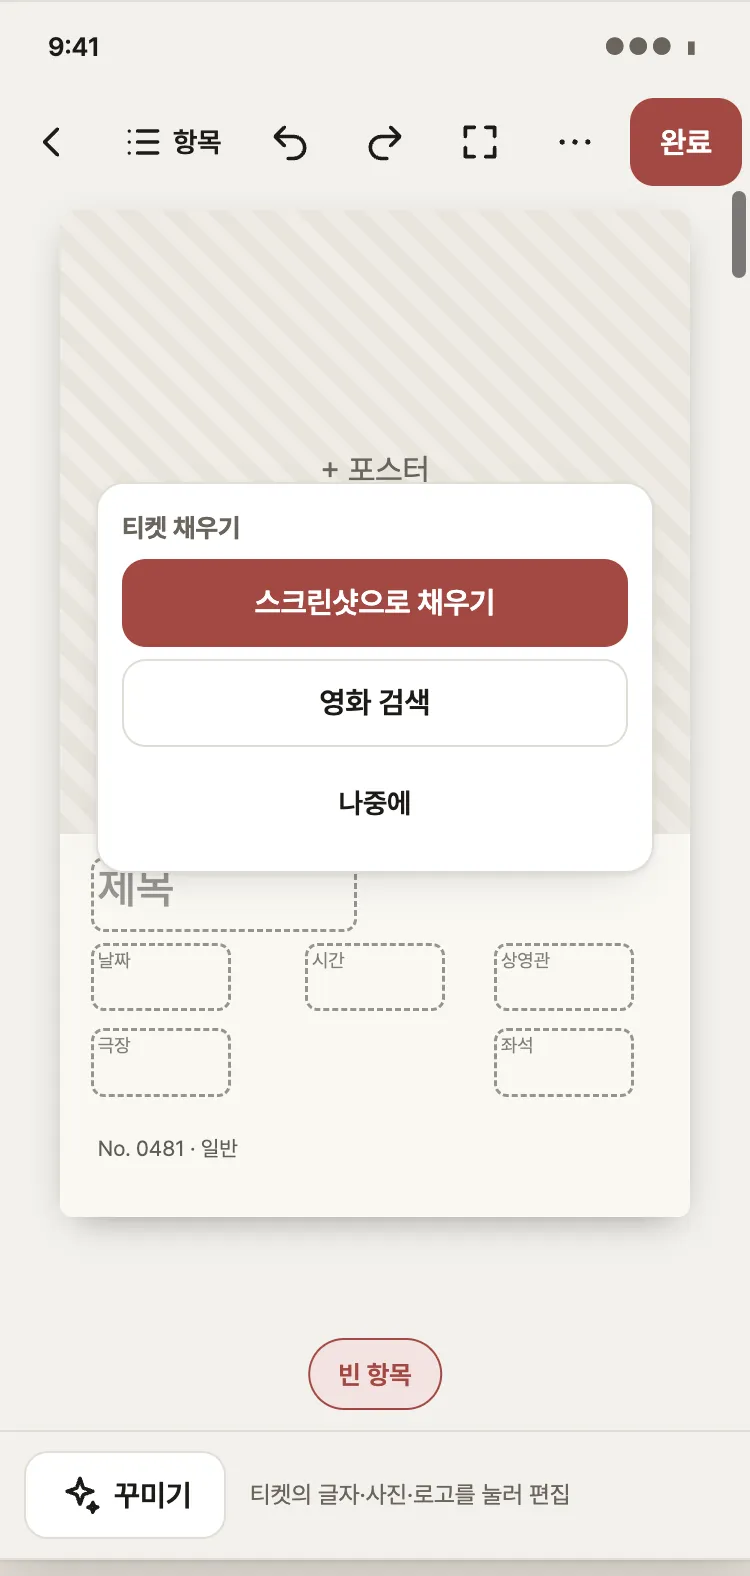 9:41
항목
완료
+ 포스터
티켓 채우기
스크린샷으로 채우기
영화 검색
나중에
제목
날짜 시간 상영관
극장 좌석
No. 0481 · 일반
빈 항목
꾸미기 티켓의 글자·사진·로고를 눌러 편집